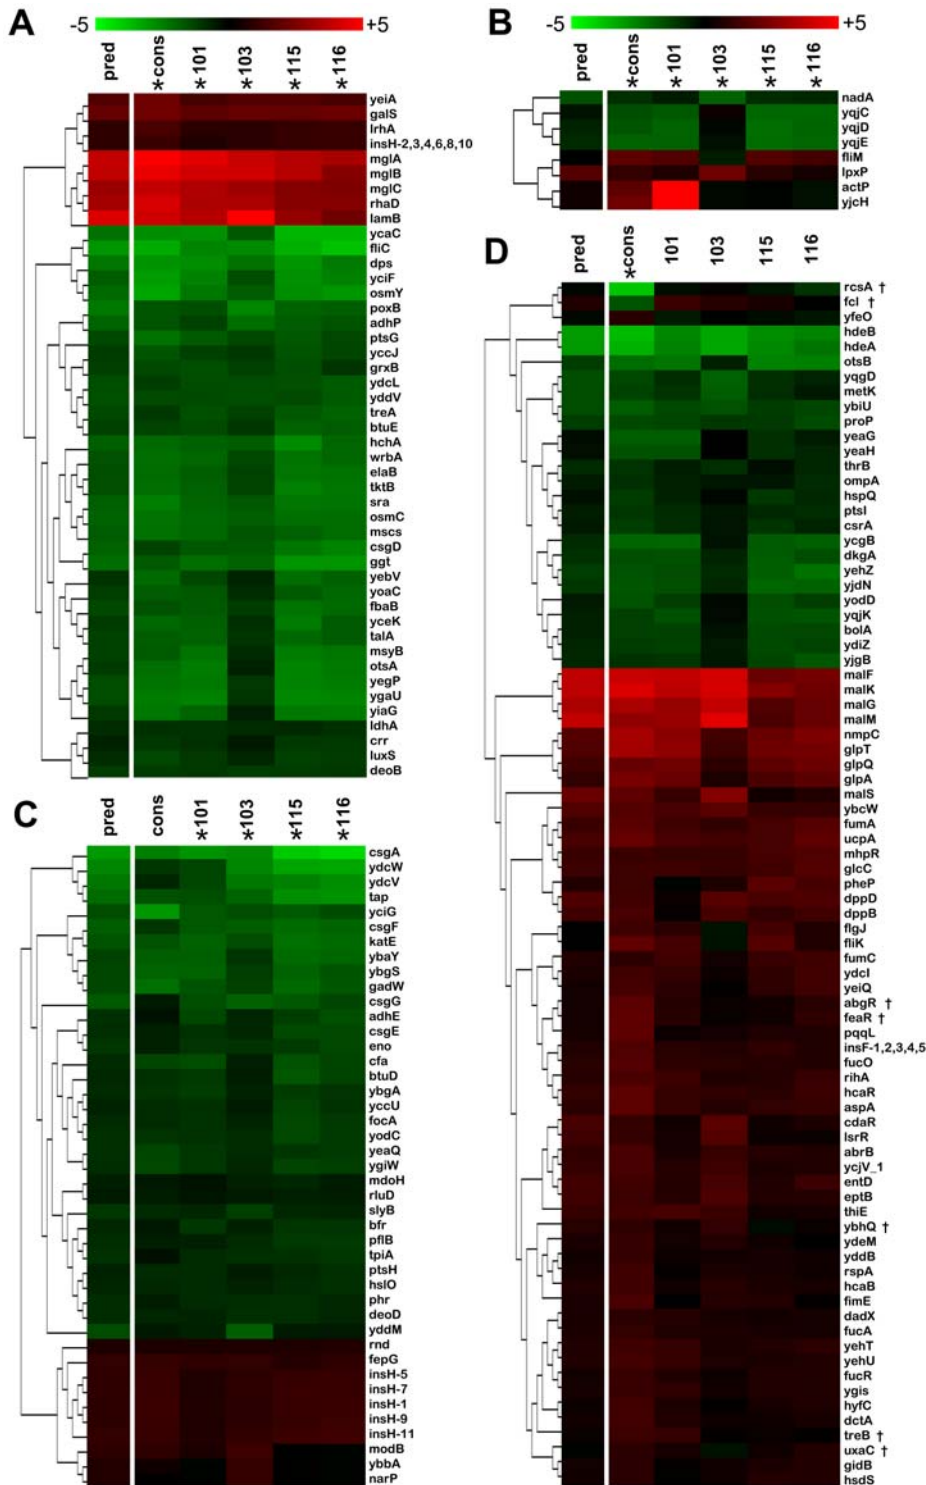 A
-5 +5
pred *cons *101 *103 *115 *116
yeiA
galS
lrhA
insH-2,3,4,6,8,10
mglA
mglB
mglC
rhaD
lamB
ycaC
fliC
dps
yciF
osmY
poxB
adhP
ptsG
yccJ
grxB
ydcL
yddV
treA
btuE
hchA
wrbA
elaB
tktB
sra
osmC
mscs
csgD
ggt
yebV
yoaC
fbaB
yceK
talA
msyB
otsA
yegP
ygaU
yiaG
ldhA
crr
luxS
deoB
B
-5 +5
pred *cons *101 *103 *115 *116
nadA
yqjC
yqjD
yqjE
fliM
lpxP
actP
yjcH
C
pred cons *101 *103 *115 *116
csgA
ydcW
ydcV
tap
yciG
csgF
katE
ybaY
ybgS
gadW
csgG
adhE
csgE
eno
cfa
btuD
ybgA
yccU
focA
yodC
yeaQ
ygiW
mdoH
rluD
slyB
bfr
pflB
tpiA
ptsH
hslO
phr
deoD
yddM
rnd
fepG
insH-5
insH-7
insH-1
insH-9
insH-11
modB
ybbA
narP
D
pred *cons 101 103 115 116
rcsA †
fcl †
yfeO
hdeB
hdeA
otsB
yqgD
metK
ybiU
proP
yeaG
yeaH
thrB
ompA
hspQ
ptsI
csrA
ycgB
dkgA
yehZ
yjdN
yodD
yqjK
bolA
ydiZ
yjgB
malF
malK
malG
malM
nmpC
glpT
glpQ
glpA
malS
ybcW
fumA
ucpA
mhpR
glcC
pheP
dppD
dppB
flgJ
fliK
fumC
ydcI
yeiQ
abgR †
feaR †
pqqL
insF-1,2,3,4,5
fucO
rihA
hcaR
aspA
cdaR
lsrR
abrB
ycjV_1
entD
eptB
thiE
ybhQ †
ydeM
yddB
rspA
hcaB
fimE
dadX
fucA
yehT
yehU
fucR
ygis
hyfC
dctA
treB †
uxaC †
gidB
hsdS